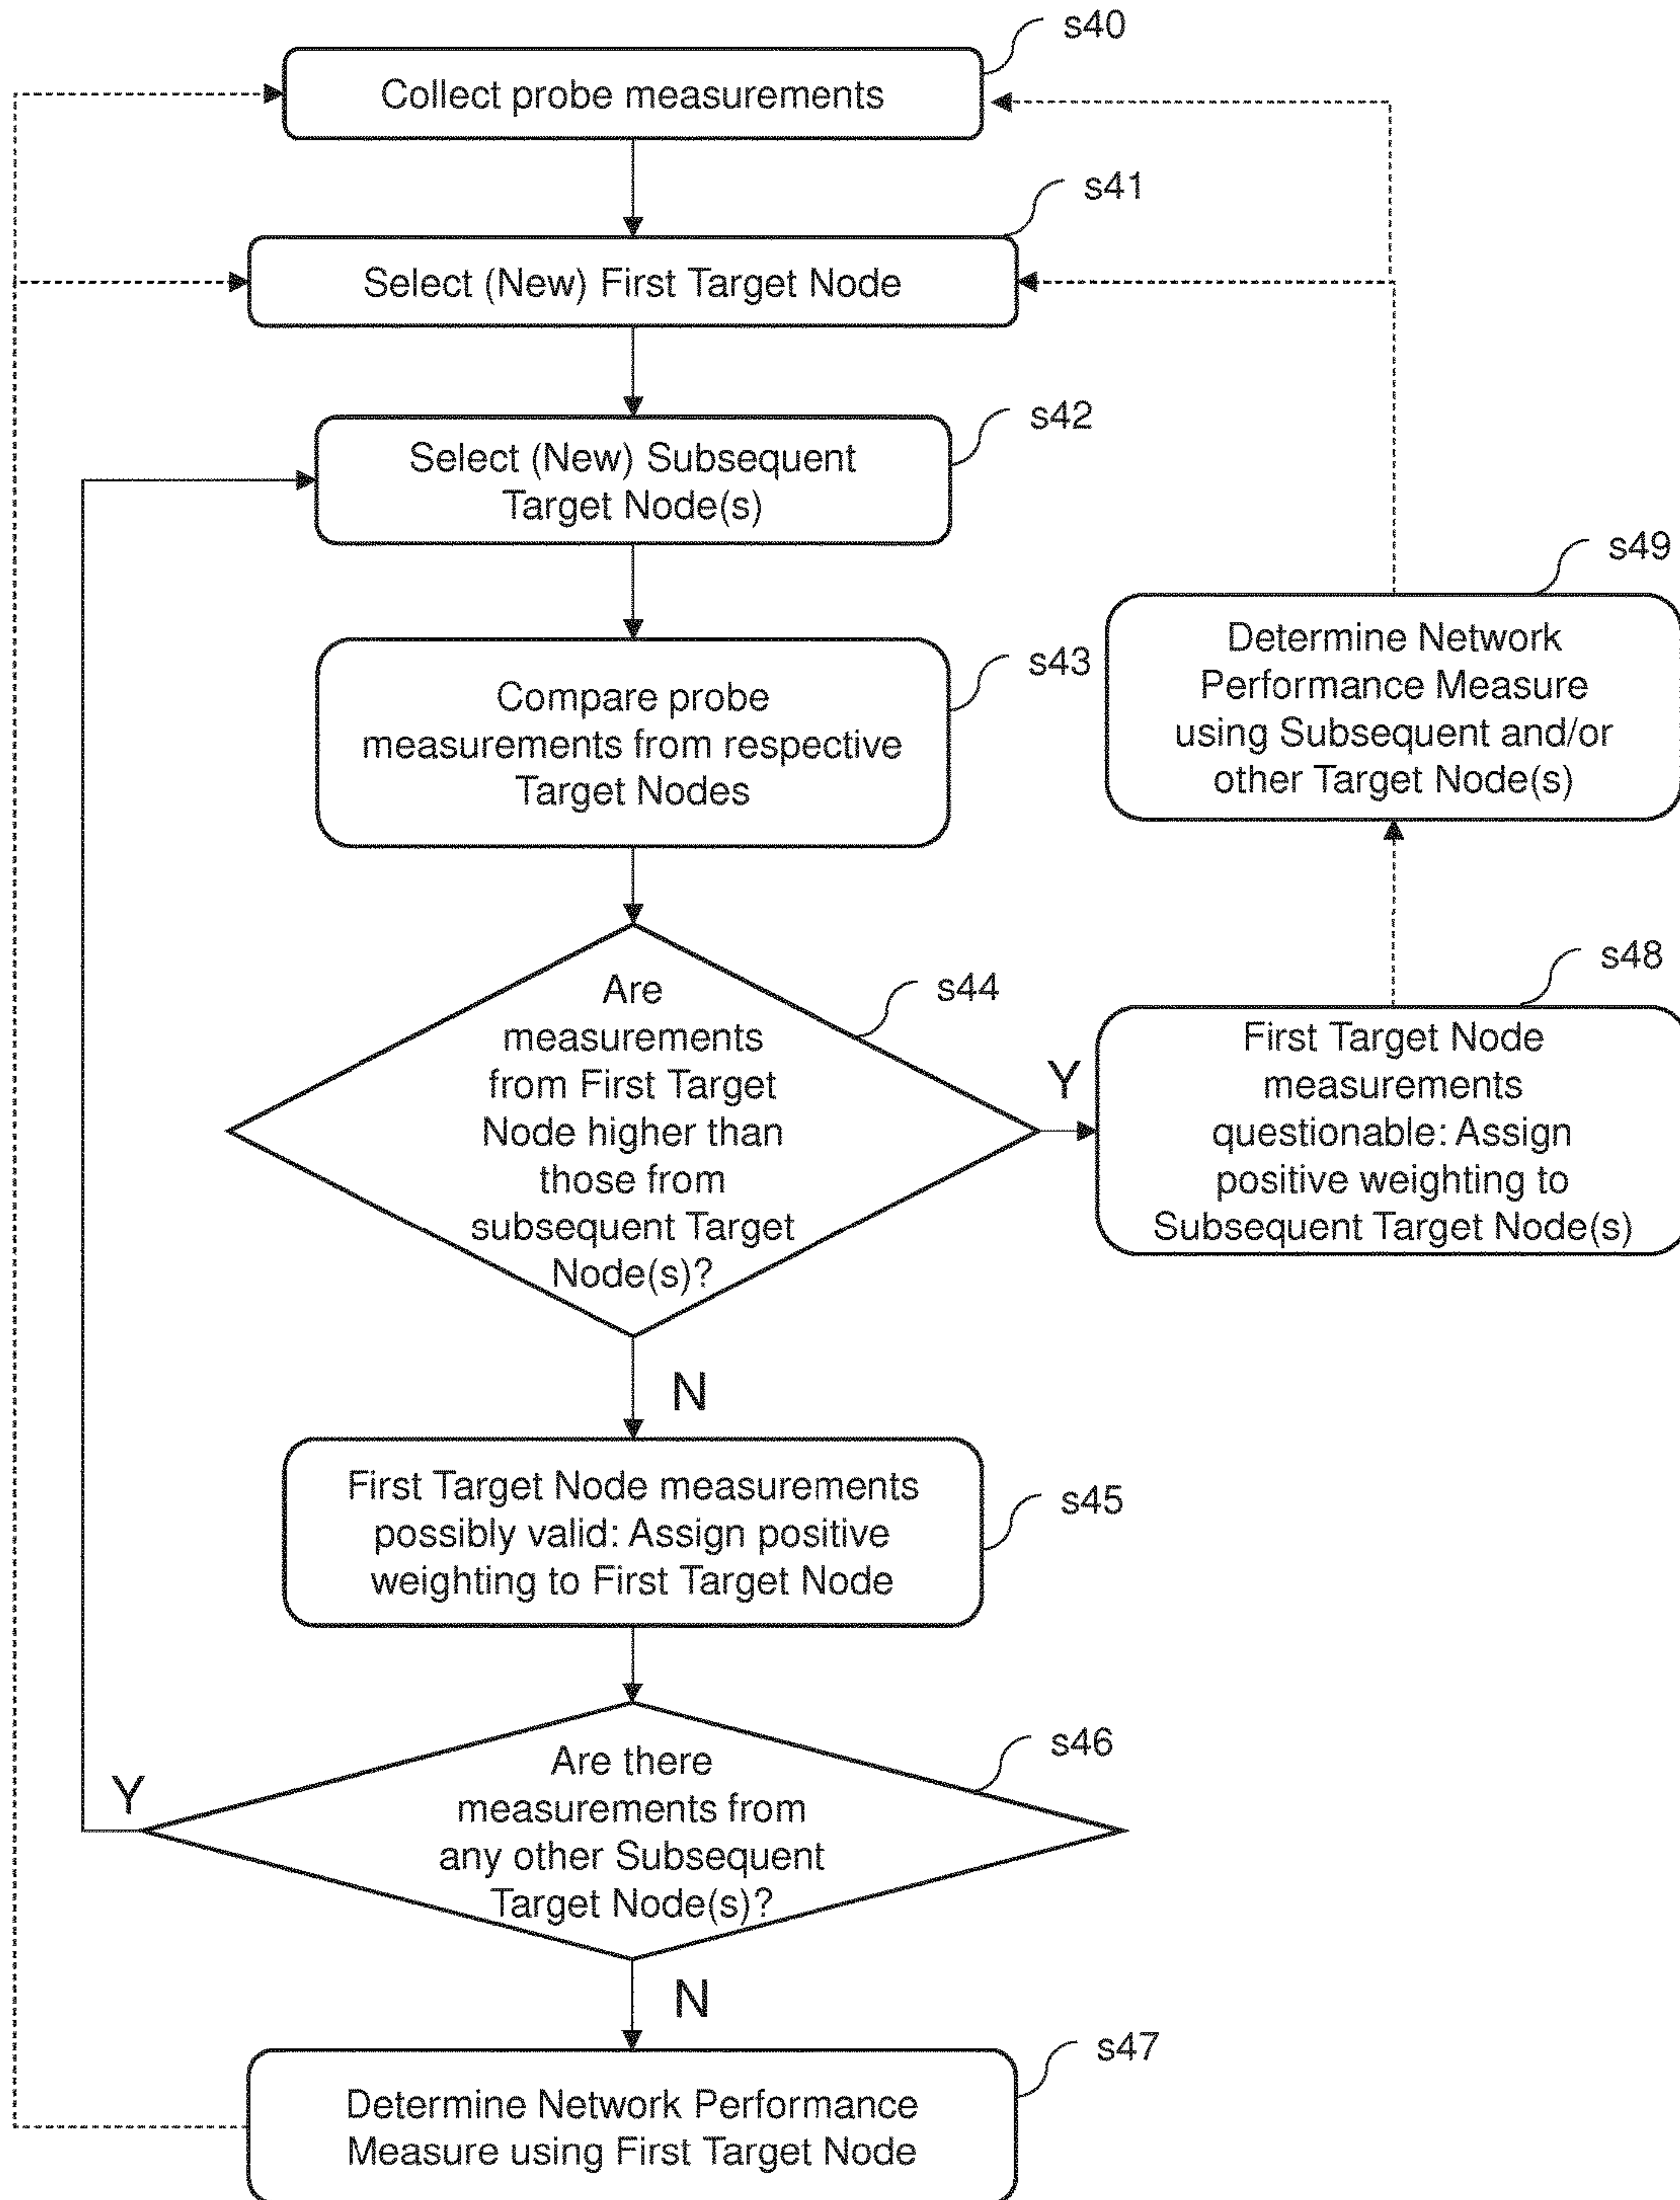 s40
Collect probe measurements
s41
Select (New) First Target Node
s42
Select (New) Subsequent
Target Node(s)
s43
Compare probe
measurements from respective
Target Nodes
s49
Determine Network
Performance Measure
using Subsequent and/or
other Target Node(s)
s44
Are
measurements
from First Target
Node higher than
those from
subsequent Target
Node(s)?
Y
s48
First Target Node
measurements
questionable: Assign
positive weighting to
Subsequent Target Node(s)
N
s45
First Target Node measurements
possibly valid: Assign positive
weighting to First Target Node
s46
Are there
measurements from
any other Subsequent
Target Node(s)?
Y
N
s47
Determine Network Performance
Measure using First Target Node